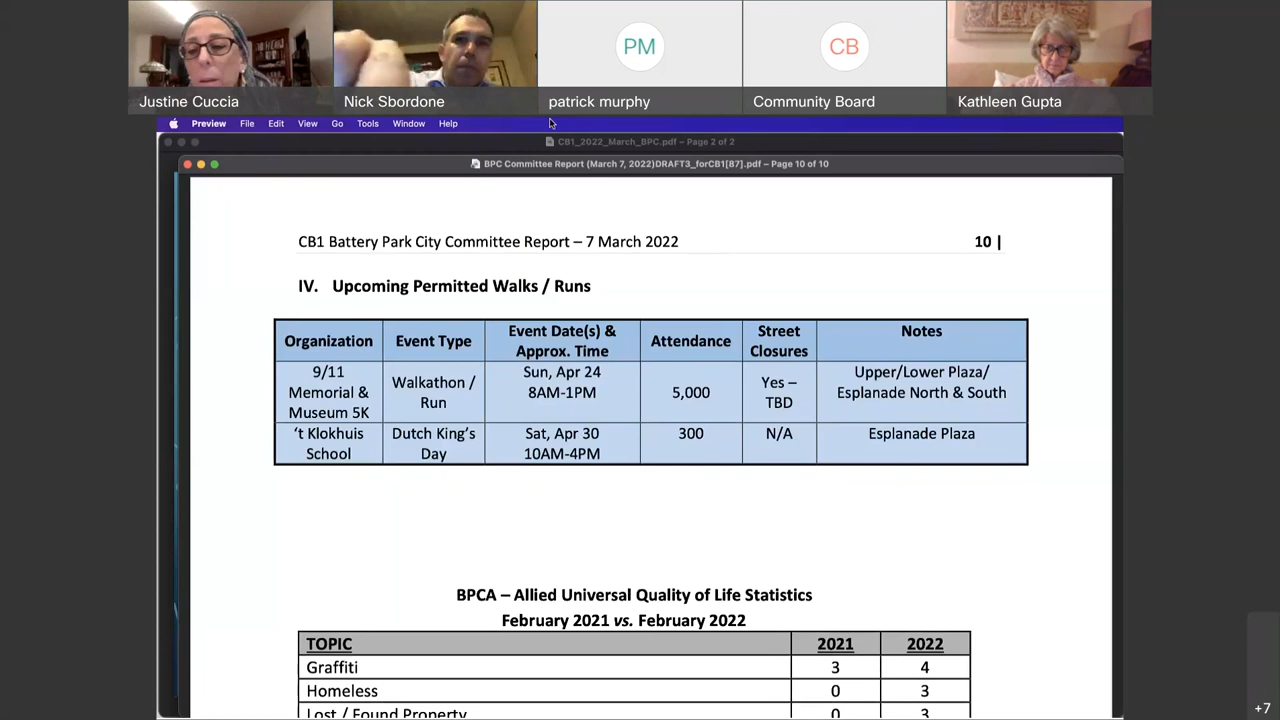 PM
CB
Justine Cuccia
Nick Sbordone
patrick murphy
Community Board
Kathleen Gupta
Preview File Edit View Go Tools Window Help
CB1_2022_March_BPC.pdf – Page 2 of 2
BPC Committee Report (March 7, 2022)DRAFT3_forCB1[87].pdf – Page 10 of 10
CB1 Battery Park City Committee Report – 7 March 2022 10 |
IV. Upcoming Permitted Walks / Runs
Organization Event Type Event Date(s) & Approx. Time Attendance Street Closures Notes
9/11 Memorial & Museum 5K Walkathon / Run Sun, Apr 24 8AM-1PM 5,000 Yes – TBD Upper/Lower Plaza/ Esplanade North & South
‘t Klokhuis School Dutch King’s Day Sat, Apr 30 10AM-4PM 300 N/A Esplanade Plaza
BPCA – Allied Universal Quality of Life Statistics
February 2021 vs. February 2022
TOPIC 2021 2022
Graffiti 3 4
Homeless 0 3
Lost / Found Property 0 3
+7